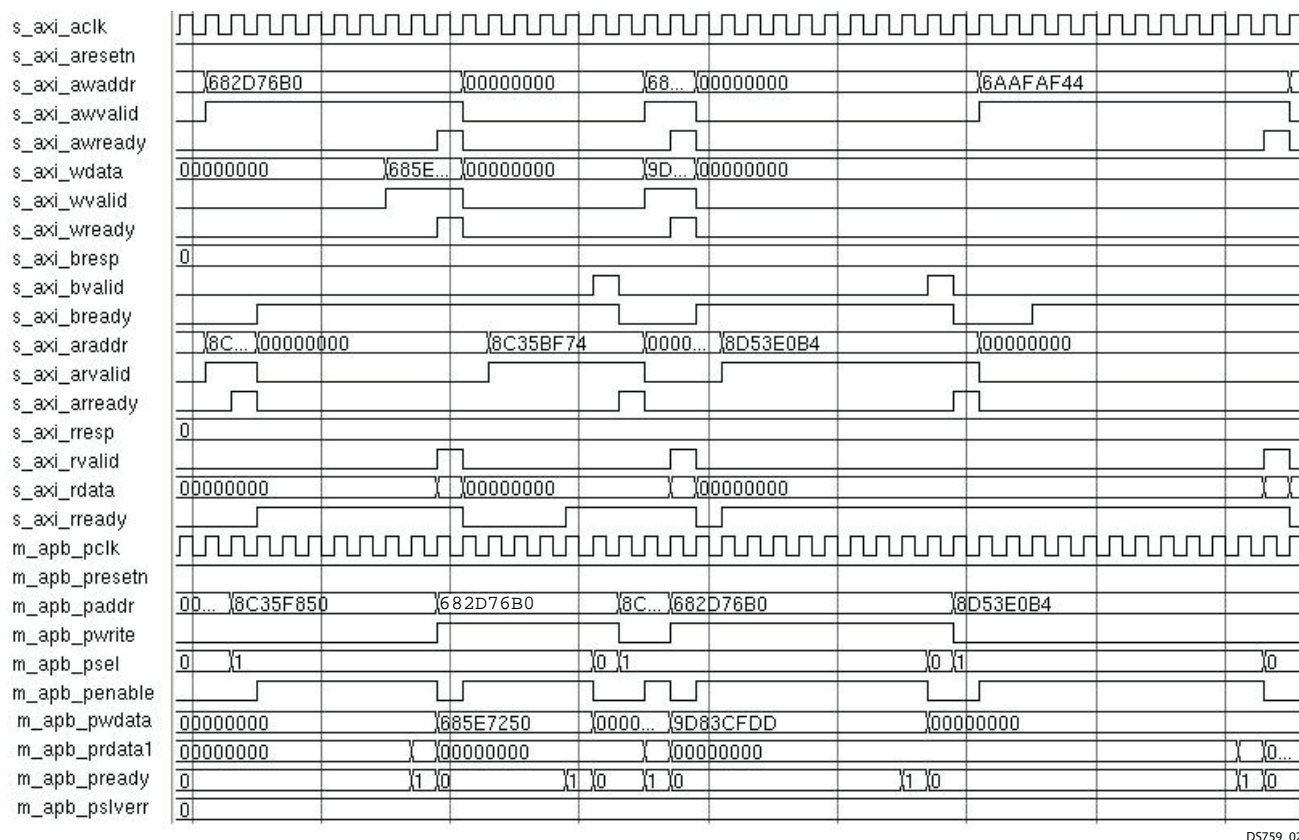 s_axi_aclk
s_axi_aresetn
s_axi_awaddr 682D76B0 00000000 68... 00000000 6AAFAF44
s_axi_awvalid
s_axi_awready
s_axi_wdata 00000000 685E... 00000000 9D... 00000000
s_axi_wvalid
s_axi_wready
s_axi_bresp 0
s_axi_bvalid
s_axi_bready
s_axi_araddr 8C... 00000000 8C35BF74 0000... 8D53E0B4 00000000
s_axi_arvalid
s_axi_arready
s_axi_rresp 0
s_axi_rvalid
s_axi_rdata 00000000 00000000 00000000
s_axi_rready
m_apb_pclk
m_apb_presetn
m_apb_paddr 00... 8C35F850 682D76B0 8C... 682D76B0 8D53E0B4
m_apb_pwrite
m_apb_psel 0 1 0 1 0 1 0
m_apb_penable
m_apb_pwdata 00000000 685E7250 0000... 9D83CFDD 00000000
m_apb_prdata1 00000000 00000000 00000000 0...
m_apb_pready 0 1 0 1 0 1 0 1 0 1 0
m_apb_pslverr 0
DS759_02